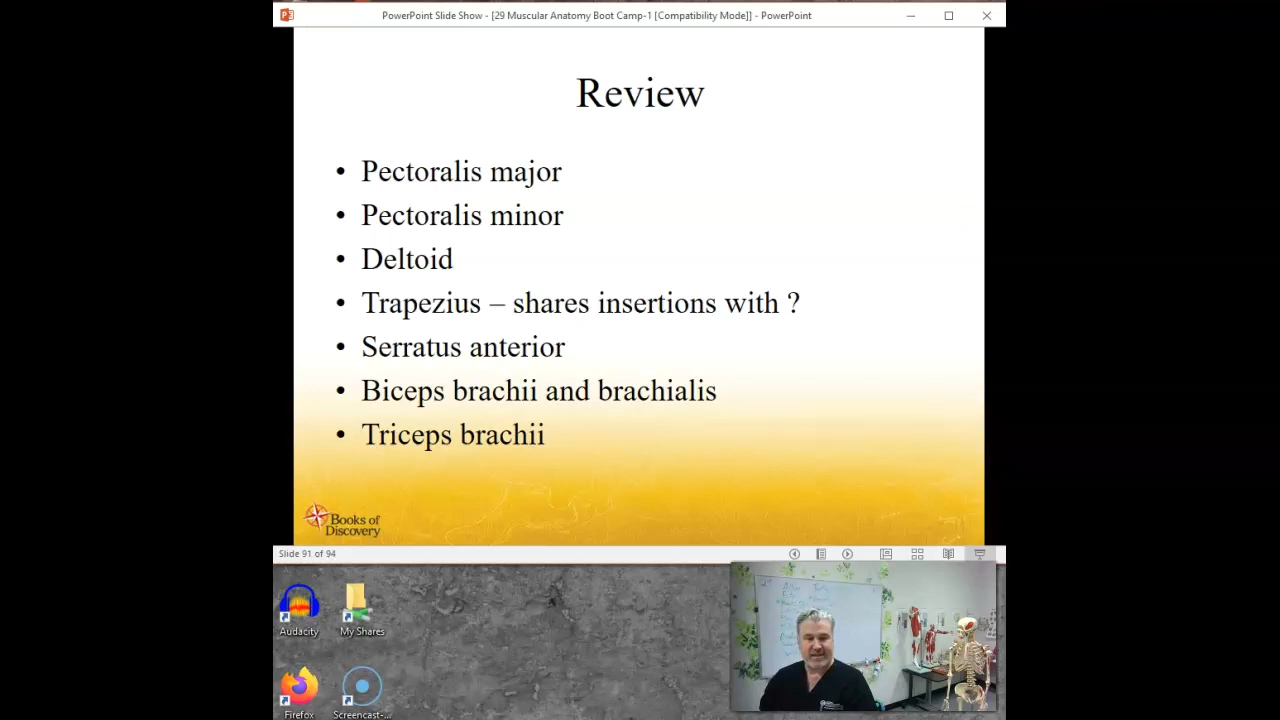 PowerPoint Slide Show - [29 Muscular Anatomy Boot Camp-1 [Compatibility Mode]] - PowerPoint
Review
• Pectoralis major
• Pectoralis minor
• Deltoid
• Trapezius – shares insertions with ?
• Serratus anterior
• Biceps brachii and brachialis
• Triceps brachii
Books of
Discovery
Slide 91 of 94
Audacity
My Shares
Firefox
Screencast-...